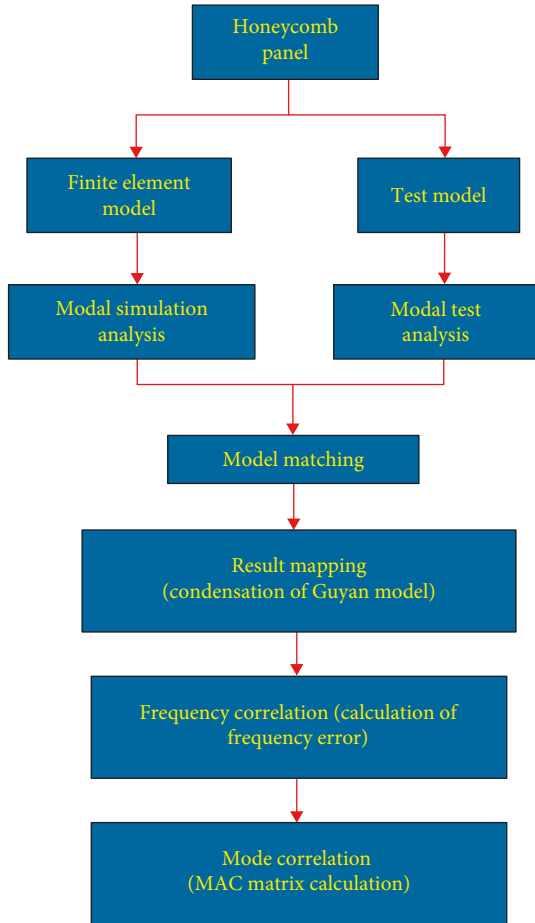 Honeycomb
panel
Finite element
model
Test model
Modal simulation
analysis
Modal test
analysis
Model matching
Result mapping
(condensation of Guyan model)
Frequency correlation (calculation of
frequency error)
Mode correlation
(MAC matrix calculation)